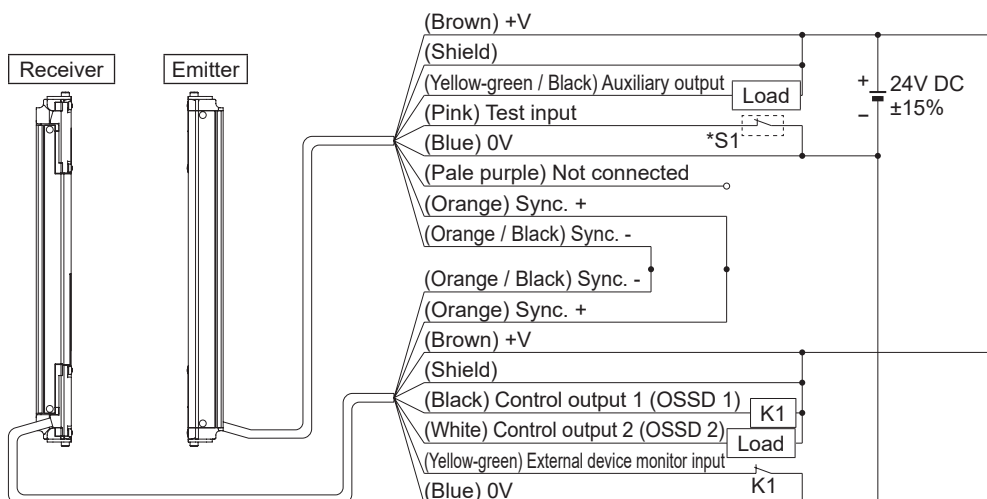 Receiver
Emitter
(Brown) +V
(Shield)
(Yellow-green / Black) Auxiliary output
Load
(Pink) Test input
*S1
(Blue) 0V
(Pale purple) Not connected
(Orange) Sync. +
(Orange / Black) Sync. -
+
24V DC
−
±15%
(Orange / Black) Sync. -
(Orange) Sync. +
(Brown) +V
(Shield)
(Black) Control output 1 (OSSD 1)
K1
(White) Control output 2 (OSSD 2)
Load
(Yellow-green) External device monitor input
K1
(Blue) 0V